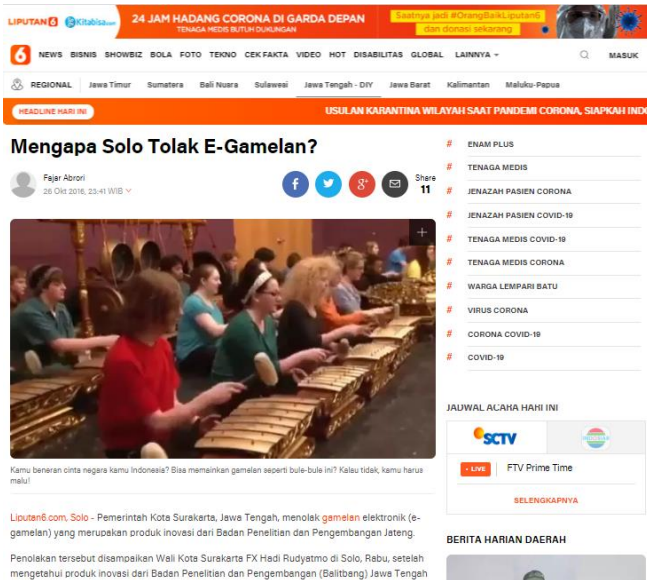 LIPUTAN 6 Kitabisa.com
24 JAM HADANG CORONA DI GARDA DEPAN
TENAGA MEDIS BUTUH DUKUNGAN
Saatnya jadi #OrangBaikLiputan6
dan donasi sekarang
6 NEWS BISNIS SHOWBIZ BOLA FOTO TEKNO CEK FAKTA VIDEO HOT DISABILITAS GLOBAL LAINNYA MASUK
REGIONAL Jawa Timur Sumatera Bali Nusra Sulawesi Jawa Tengah - DIY Jawa Barat Kalimantan Maluku-Papua
HEADLINE HARI INI USULAN KARANTINA WILAYAH SAAT PANDEMI CORONA, SIAPKAH INDO
Mengapa Solo Tolak E-Gamelan?
Fajar Abrori
26 Okt 2016, 23:41 WIB
Share
11
Kamu beneran cinta negara kamu Indonesia? Bisa memainkan gamelan seperti bule-bule ini? Kalau tidak, kamu harus
malu!
Liputan6.com, Solo - Pemerintah Kota Surakarta, Jawa Tengah, menolak gamelan elektronik (e-
gamelan) yang merupakan produk inovasi dari Badan Penelitian dan Pengembangan Jateng.
Penolakan tersebut disampaikan Wali Kota Surakarta FX Hadi Rudyatmo di Solo, Rabu, setelah
mengetahui produk inovasi dari Badan Penelitian dan Pengembangan (Balitbang) Jawa Tengah
# ENAM PLUS
# TENAGA MEDIS
# JENAZAH PASIEN CORONA
# JENAZAH PASIEN COVID-19
# TENAGA MEDIS COVID-19
# TENAGA MEDIS CORONA
# WARGA LEMPARI BATU
# VIRUS CORONA
# CORONA COVID-19
# COVID-19
JADWAL ACARA HARI INI
SCTV
LIVE FTV Prime Time
SELENGKAPNYA
BERITA HARIAN DAERAH